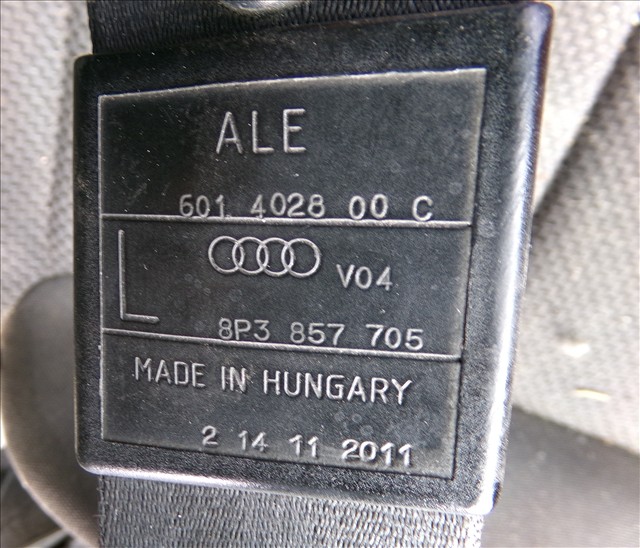 ALE
601 4028 00 C
L
V04
8P3 857 705
MADE IN HUNGARY
2 14 11 2011